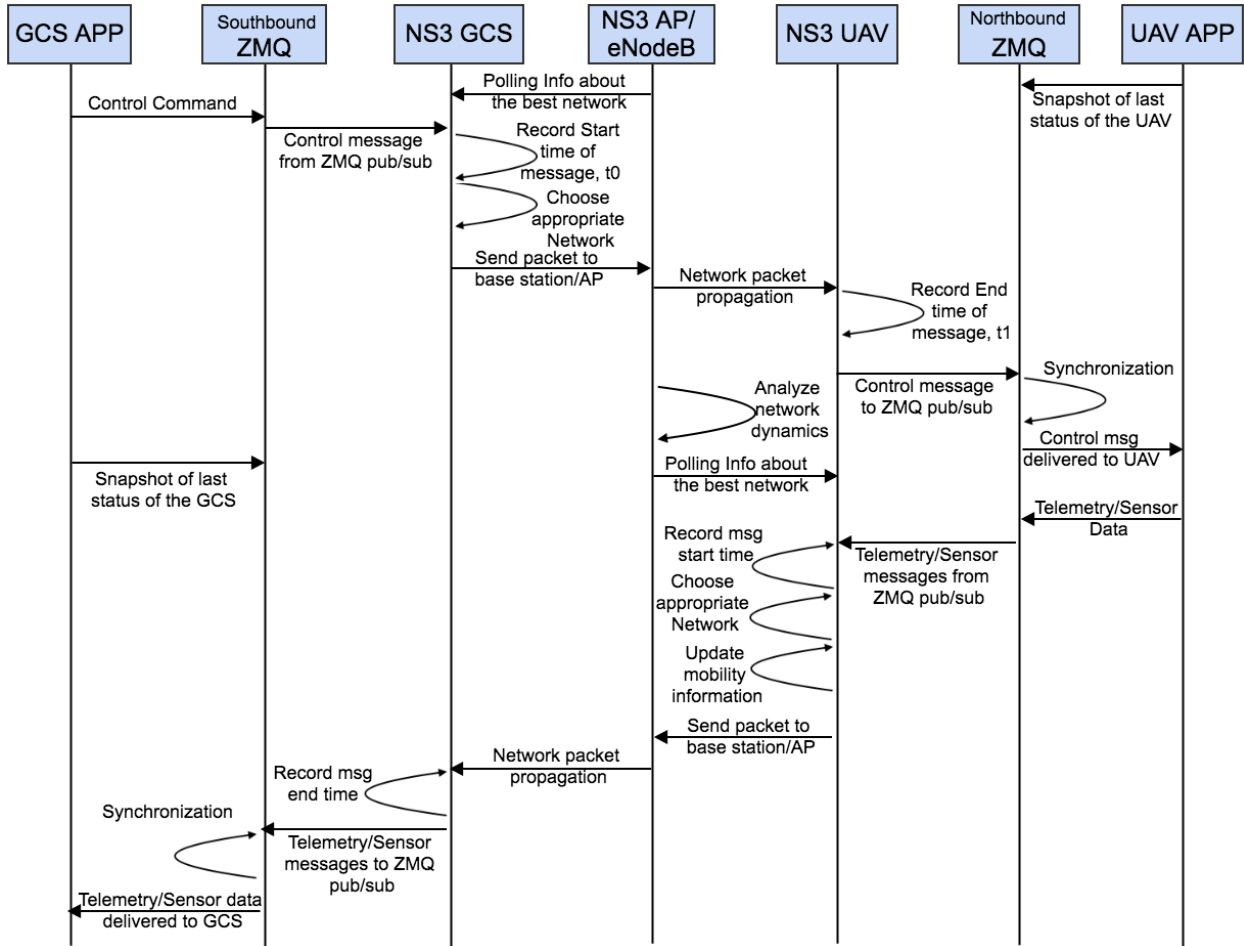 GCS APP
Southbound
ZMQ
NS3 GCS
NS3 AP/
eNodeB
NS3 UAV
Northbound
ZMQ
UAV APP
Polling Info about
the best network
Snapshot of last
status of the UAV
Control Command
Control message
from ZMQ pub/sub
Record Start
time of
message, t0
Choose
appropriate
Network
Send packet to
base station/AP
Network packet
propagation
Record End
time of
message, t1
Synchronization
Control message
to ZMQ pub/sub
Analyze
network
dynamics
Control msg
delivered to UAV
Polling Info about
the best network
Snapshot of last
status of the GCS
Telemetry/Sensor
Data
Record msg
start time
Telemetry/Sensor
messages from
ZMQ pub/sub
Choose
appropriate
Network
Update
mobility
information
Send packet to
base station/AP
Network packet
propagation
Record msg
end time
Synchronization
Telemetry/Sensor
messages to ZMQ
pub/sub
Telemetry/Sensor data
delivered to GCS